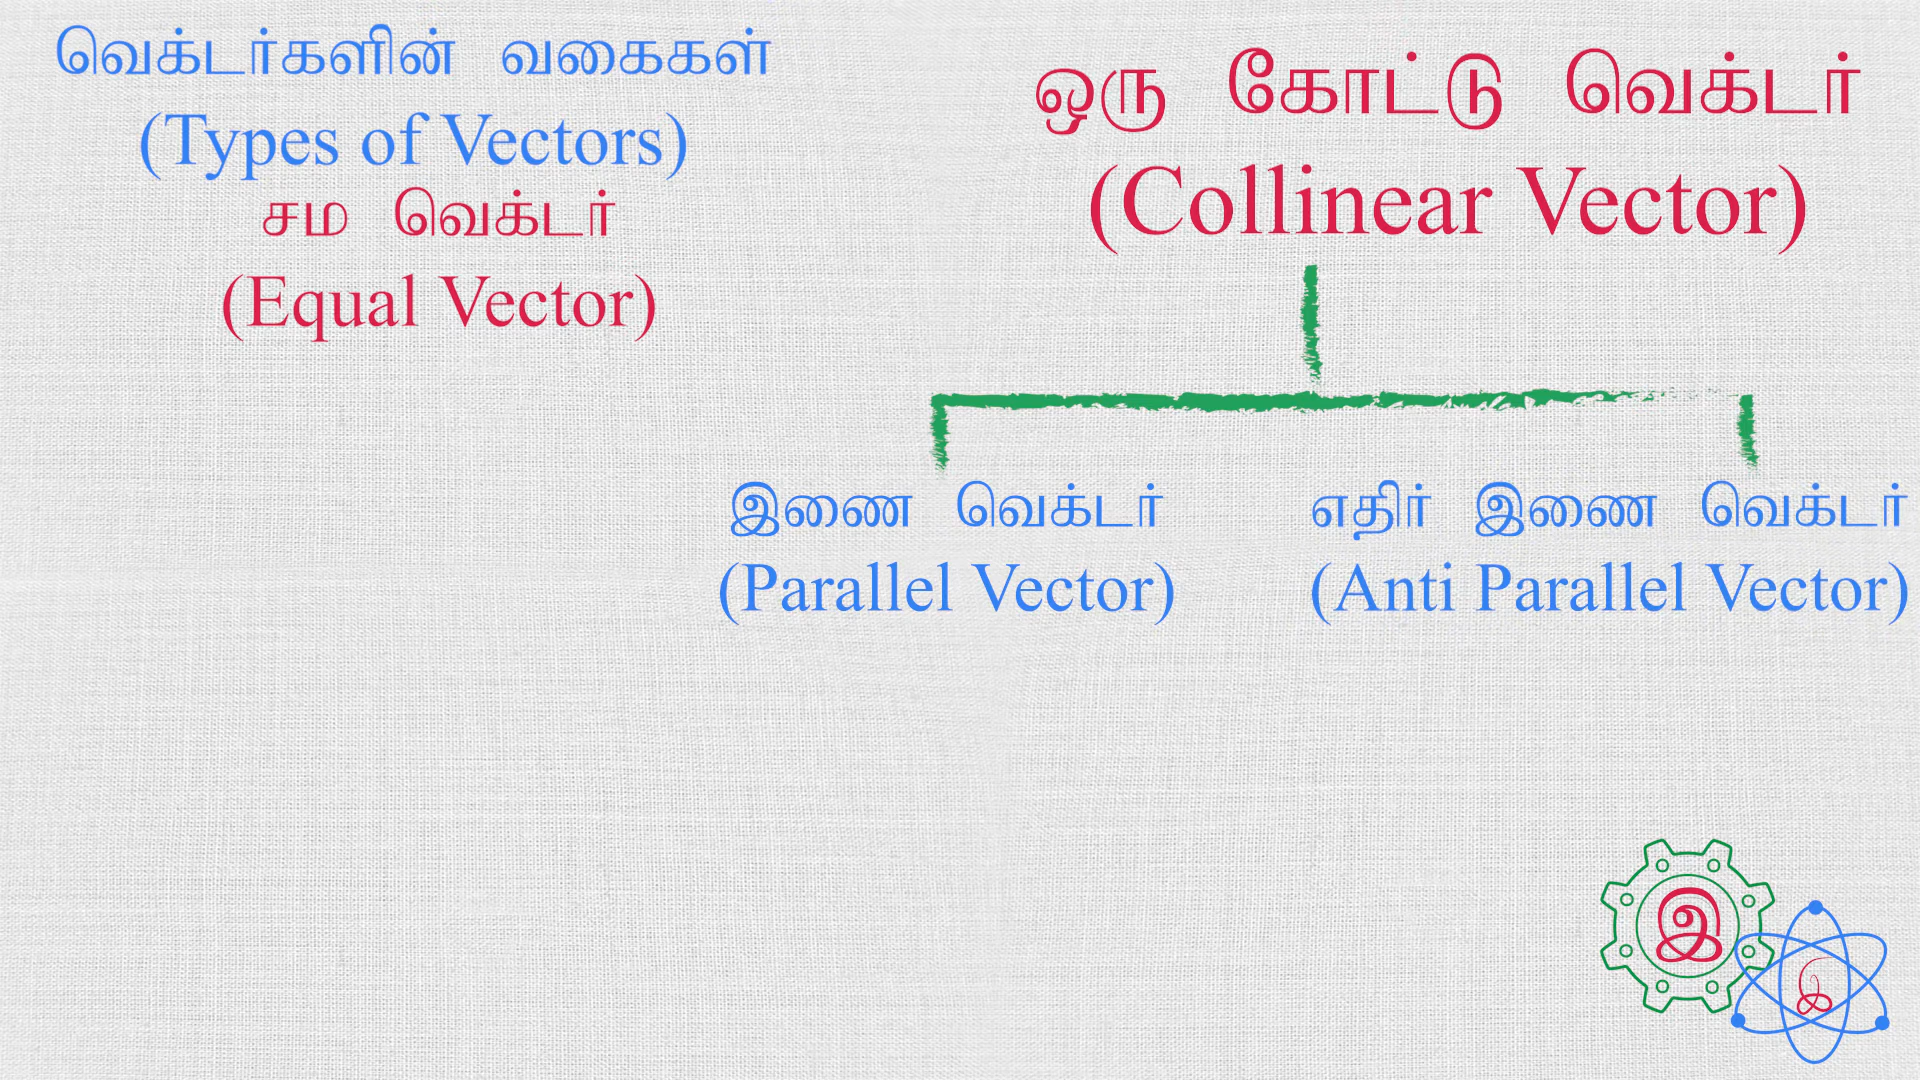 வெக்டர்களின் வகைகள்
(Types of Vectors)
சம வெக்டர்
(Equal Vector)
ஒரு கோட்டு வெக்டர்
(Collinear Vector)
இணை வெக்டர்
(Parallel Vector)
எதிர் இணை வெக்டர்
(Anti Parallel Vector)
இ
இ